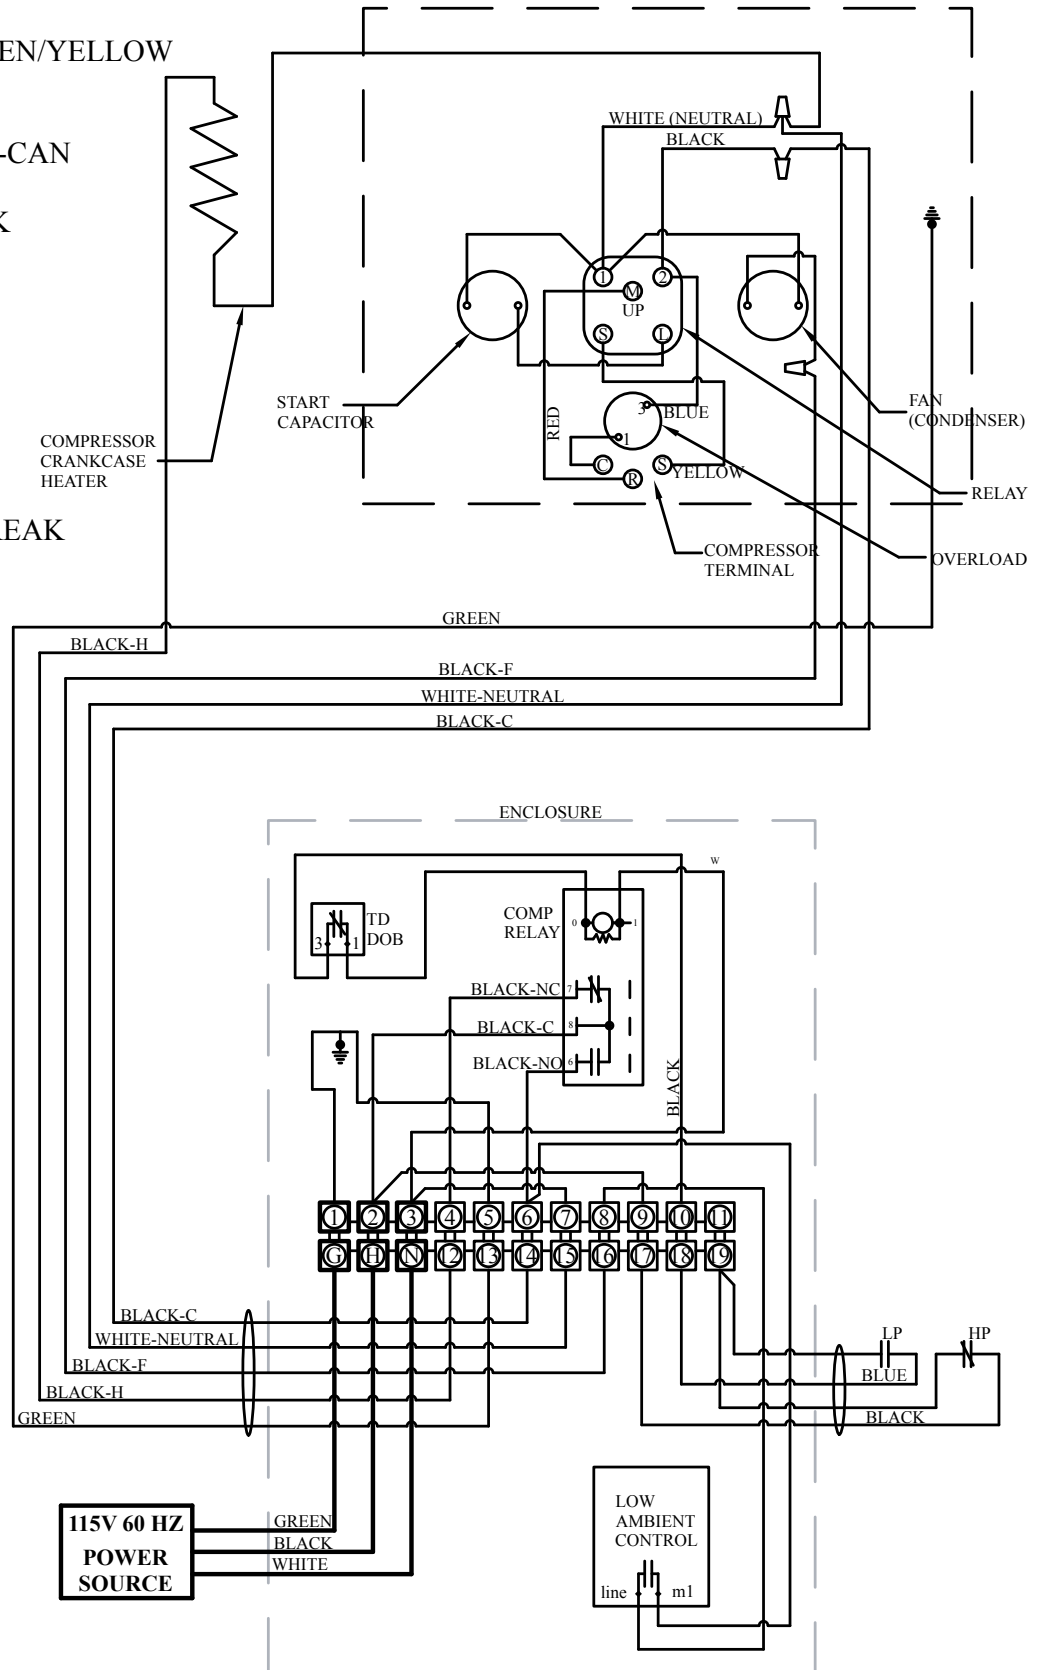 EN/YELLOW
-CAN
K
REAK
WHITE (NEUTRAL)
BLACK
1
2
M
UP
S
L
START
CAPACITOR
RED
3
BLUE
1
C
S
YELLOW
R
FAN
(CONDENSER)
COMPRESSOR
CRANKCASE
HEATER
RELAY
COMPRESSOR
TERMINAL
OVERLOAD
GREEN
BLACK-H
BLACK-F
WHITE-NEUTRAL
BLACK-C
ENCLOSURE
W
TD
DOB
3
1
COMP
RELAY
0
1
BLACK-NC
7
BLACK-C
8
BLACK-NO
6
BLACK
1 2 3 4 5 6 7 8 9 10 11
G H N 12 13 14 15 16 17 18 19
BLACK-C
WHITE-NEUTRAL
BLACK-F
BLACK-H
GREEN
LP
HP
BLUE
BLACK
115V 60 HZ
POWER
SOURCE
GREEN
BLACK
WHITE
LOW
AMBIENT
CONTROL
line
m1